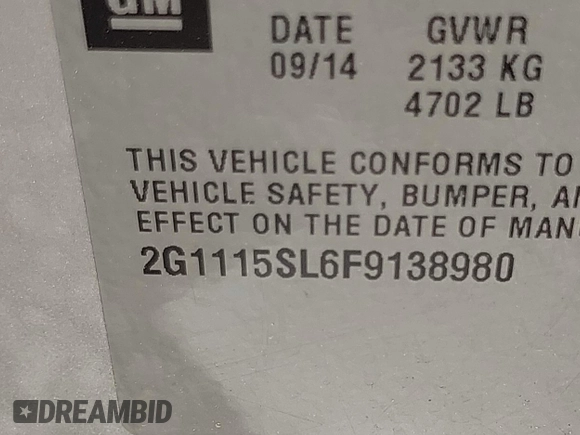 GM
DATE GVWR
09/14 2133 KG
4702 LB
THIS VEHICLE CONFORMS TO
VEHICLE SAFETY, BUMPER, AN
EFFECT ON THE DATE OF MAN
2G1115SL6F9138980
DREAMBID